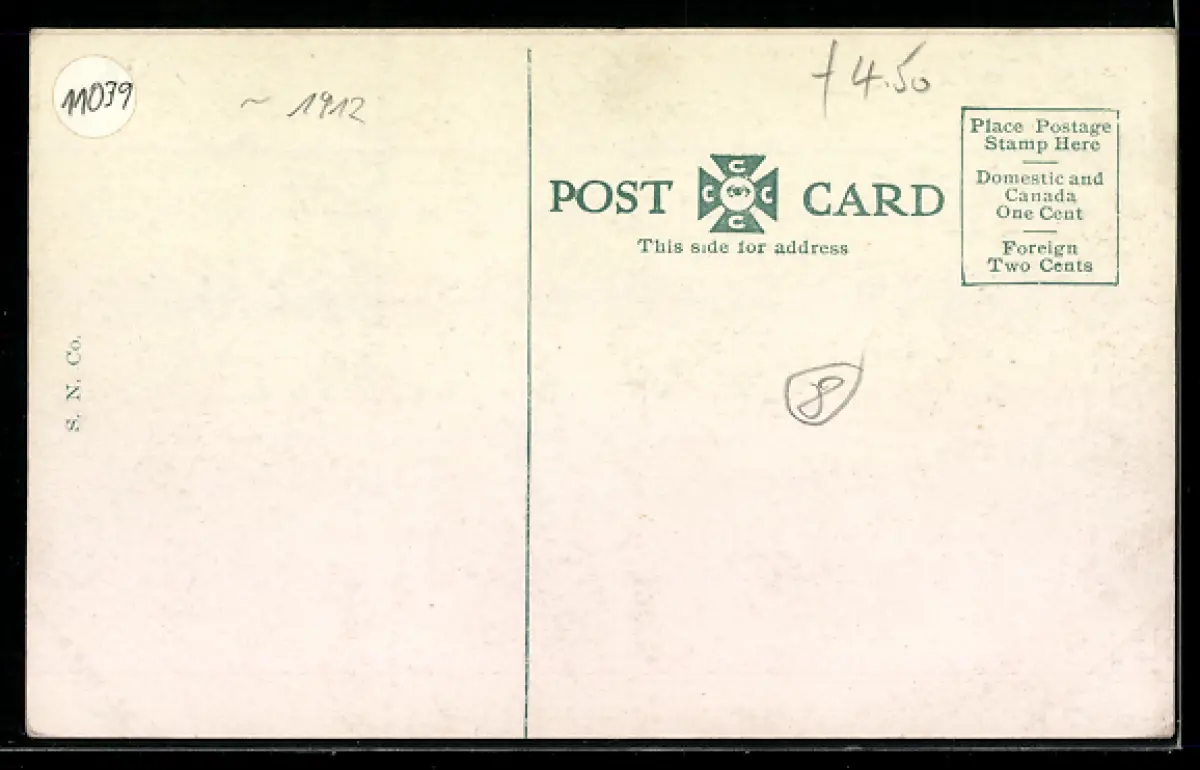 11039
~ 1912
+ 4.50
POST CARD
C
C C
C
This side for address
Place Postage
Stamp Here
Domestic and
Canada
One Cent
Foreign
Two Cents
S. N. Co.
8